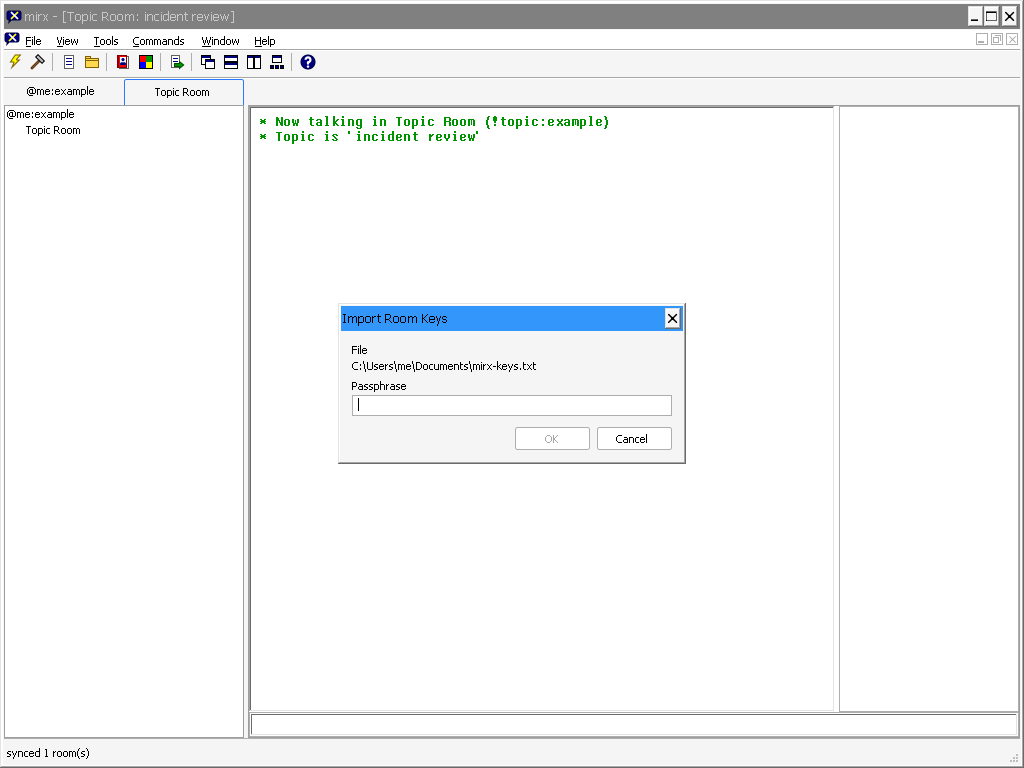 mirx - [Topic Room: incident review]
File View Tools Commands Window Help
@me:example Topic Room
@me:example
Topic Room
* Now talking in Topic Room (!topic:example)
* Topic is 'incident review'
Import Room Keys
File
C:\Users\me\Documents\mirx-keys.txt
Passphrase
OK Cancel
synced 1 room(s)